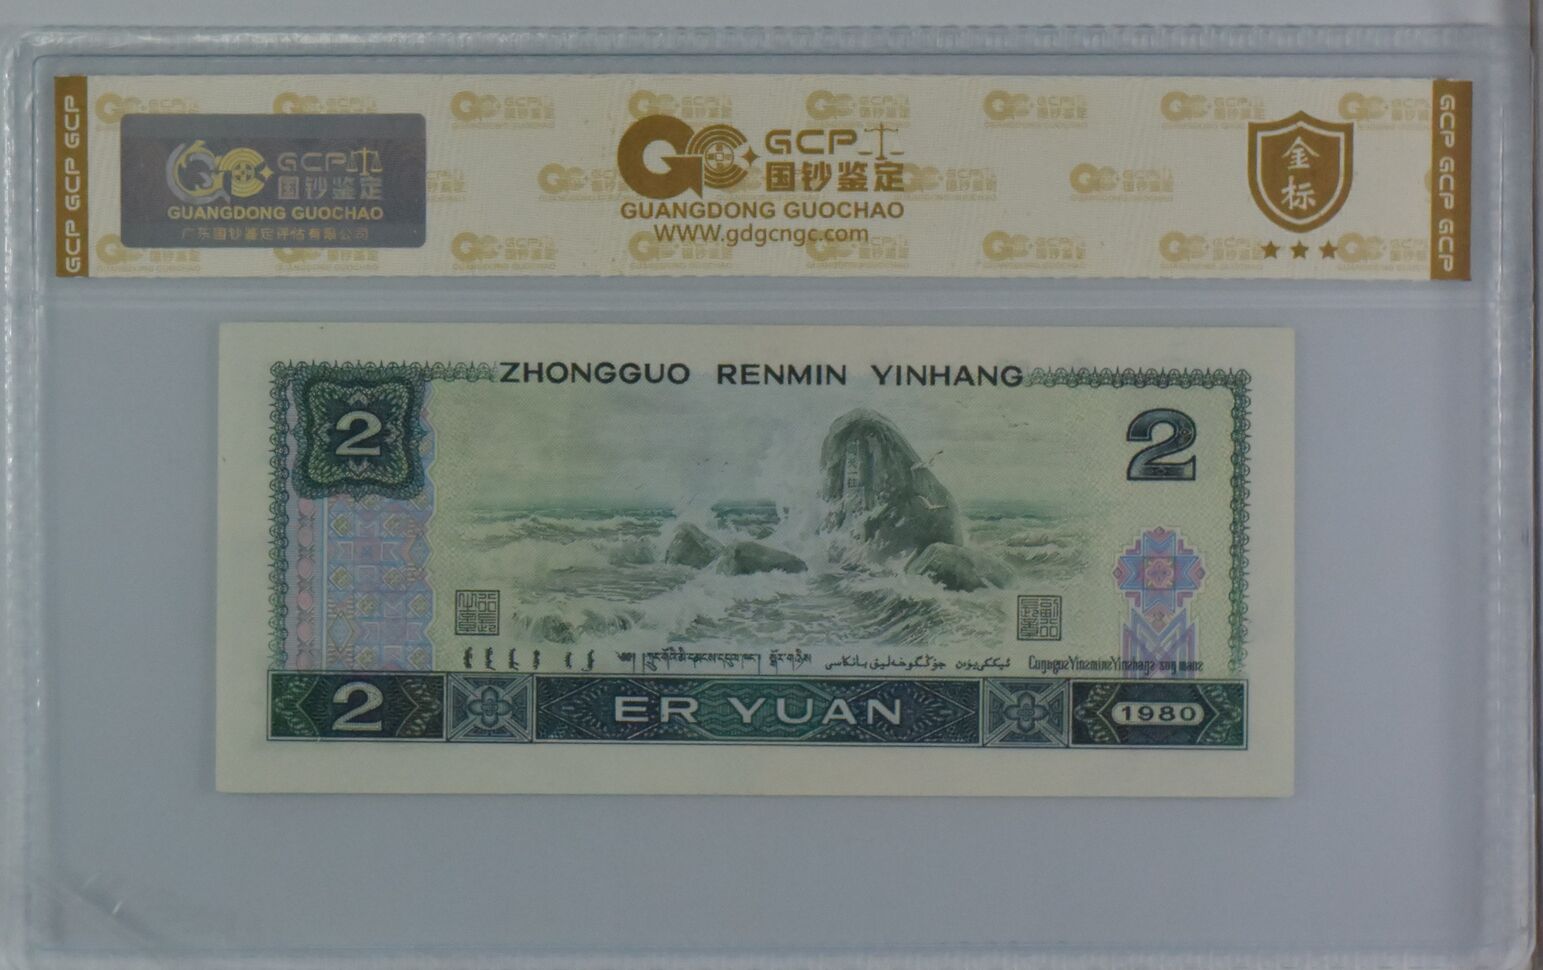 GCP GCP GCP
GCP
国钞鉴定
GUANGDONG GUOCHAO
广东国钞鉴定评估有限公司
GCP
国钞鉴定
GUANGDONG GUOCHAO
WWW.gdgcngc.com
金标
GCP GCP GCP
ZHONGGUO RENMIN YINHANG
2
2
2
ER YUAN
1980